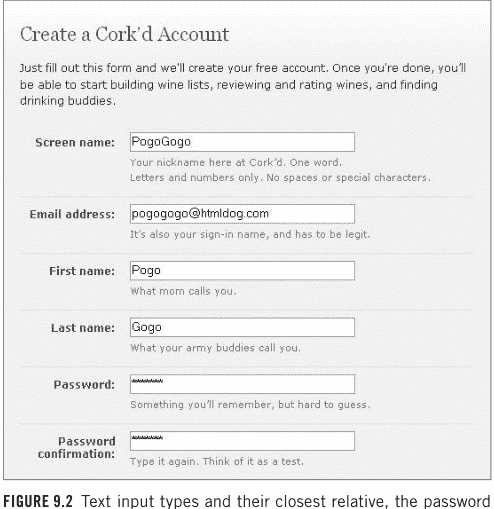 Create a Cork'd Account
Just fill out this form and we'll create your free account. Once you're done, you'll
be able to start building wine lists, reviewing and rating wines, and finding
drinking buddies.
Screen name: PogoGogo
Your nickname here at Cork'd. One word.
Letters and numbers only. No spaces or special characters.
Email address: pogogogo@htmldog.com
It's also your sign-in name, and has to be legit.
First name: Pogo
What mom calls you.
Last name: Gogo
What your army buddies call you.
Password: *******
Something you'll remember, but hard to guess.
Password
confirmation: *******
Type it again. Think of it as a test.
FIGURE 9.2 Text input types and their closest relative, the password